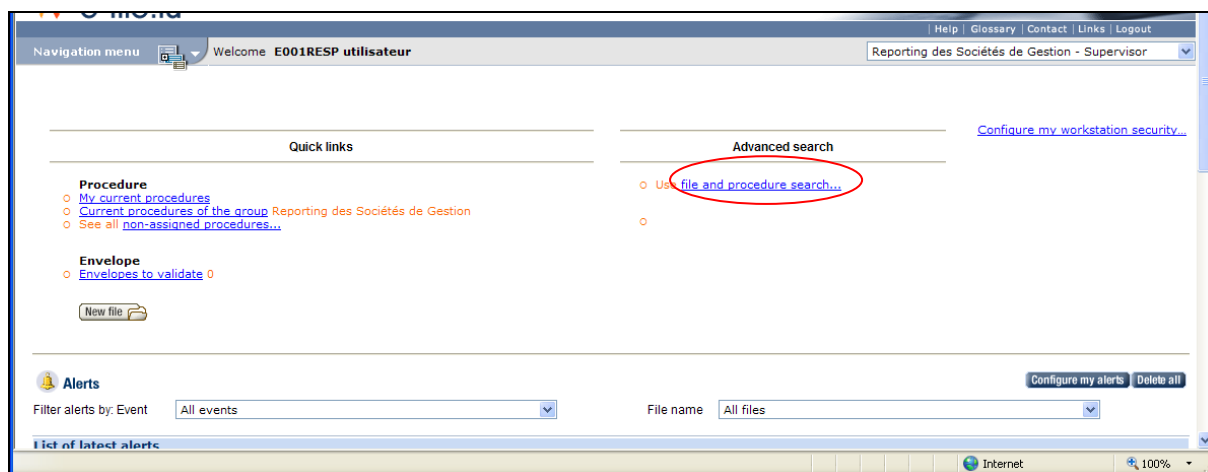 | Help | Glossary | Contact | Links | Logout
Navigation menu
Welcome E001RESP utilisateur
Reporting des Sociétés de Gestion - Supervisor
Configure my workstation security...
Quick links
Advanced search
Procedure
My current procedures
Current procedures of the group Reporting des Sociétés de Gestion
See all non-assigned procedures...
Use file and procedure search...
Envelope
Envelopes to validate 0
New file
Alerts
Configure my alerts
Delete all
Filter alerts by: Event
All events
File name
All files
List of latest alerts
Internet
100%